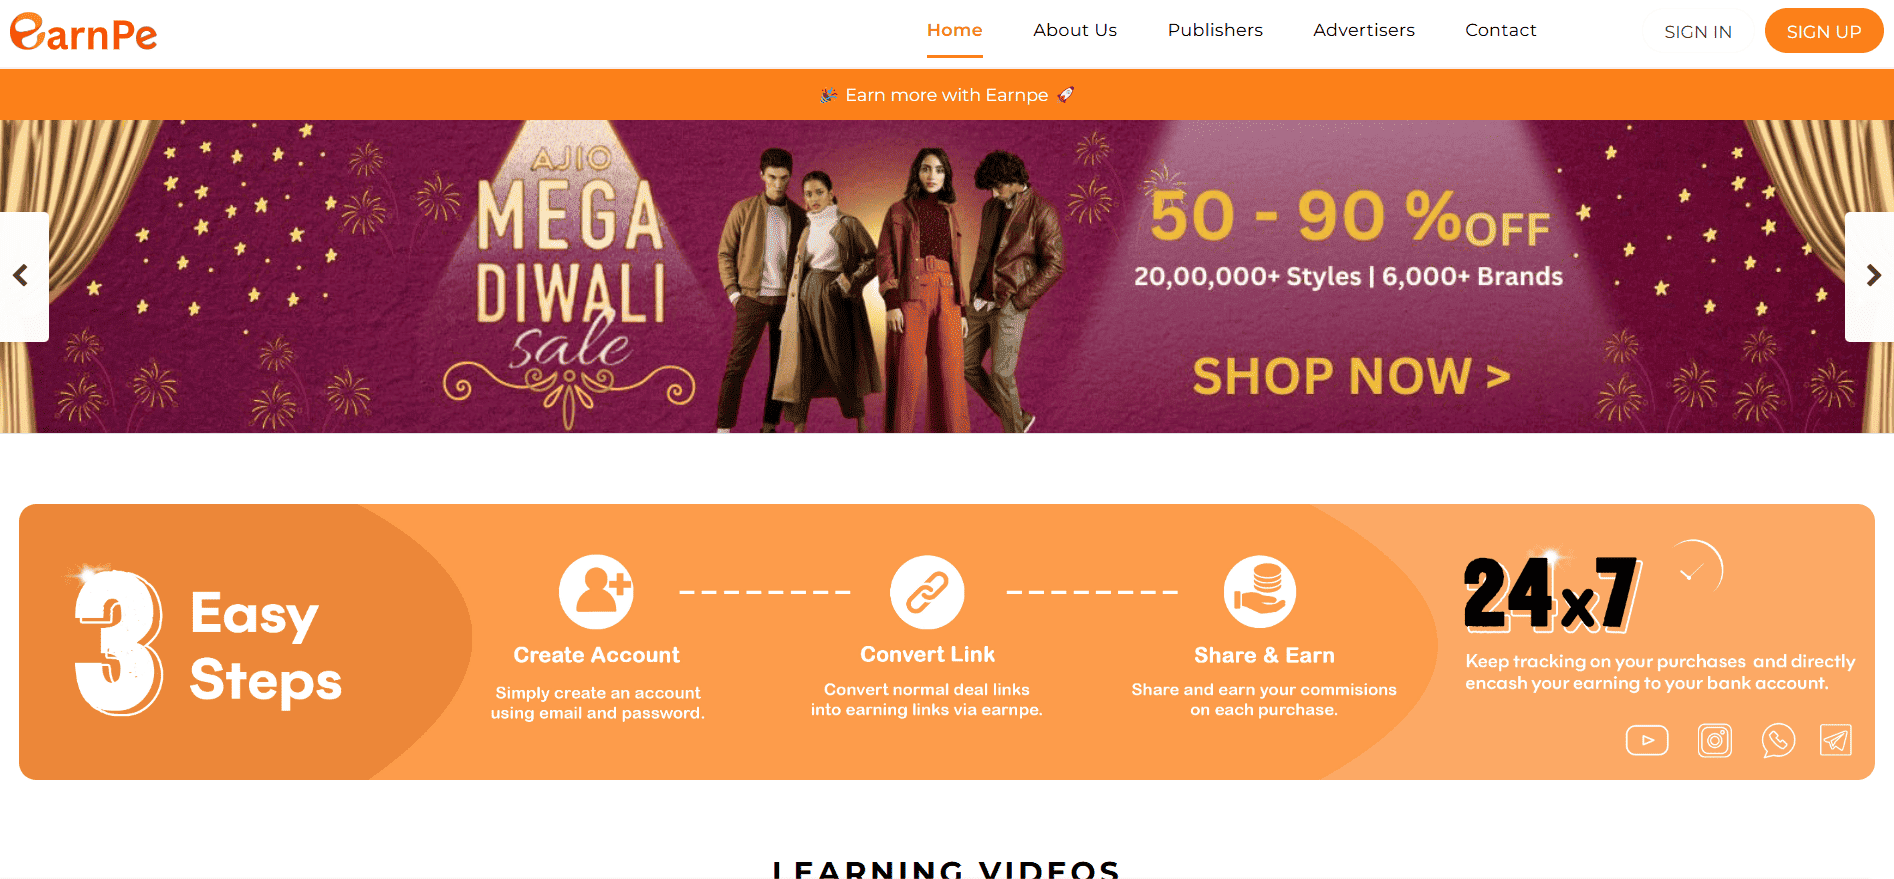 earnPe
Home About Us Publishers Advertisers Contact SIGN IN SIGN UP
Earn more with Earnpe
AJIO
MEGA
DIWALI
sale
50 - 90 % OFF
20,00,000+ Styles | 6,000+ Brands
SHOP NOW >
3 Easy
Steps
Create Account
Simply create an account
using email and password.
Convert Link
Convert normal deal links
into earning links via earnpe.
Share & Earn
Share and earn your commisions
on each purchase.
24x7
Keep tracking on your purchases and directly
encash your earning to your bank account.
LEARNING VIDEOS